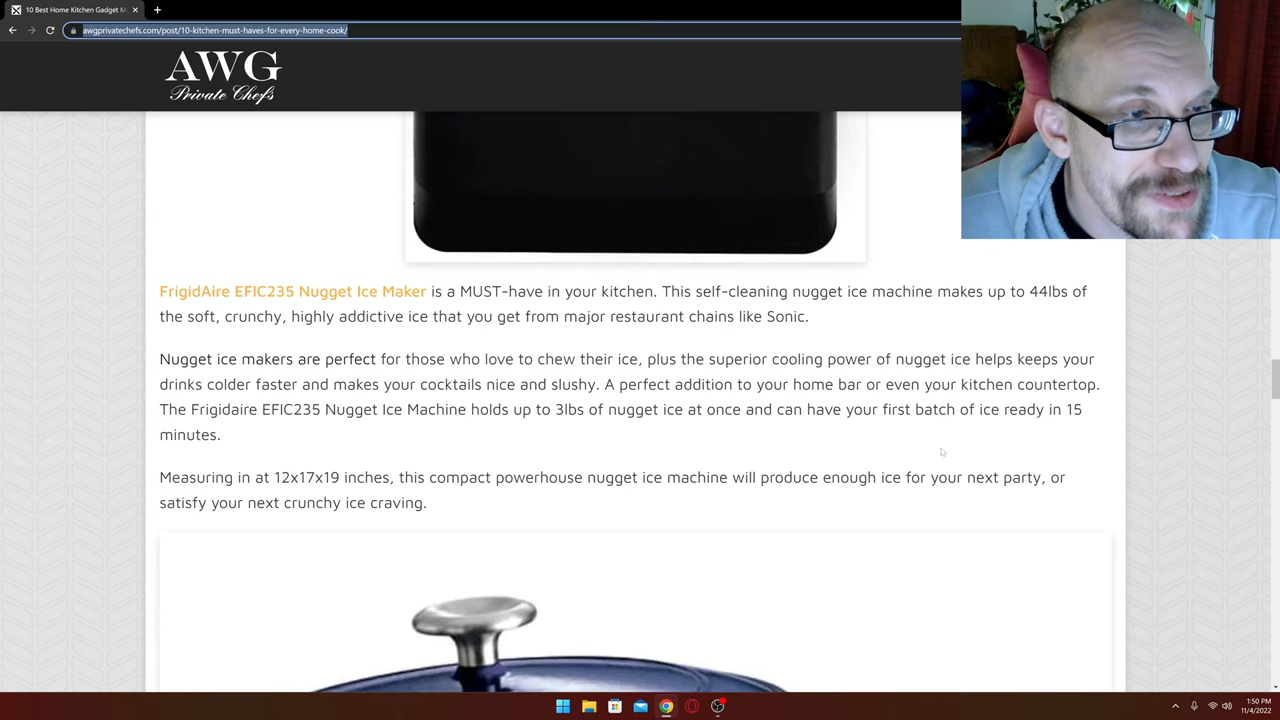 10 Best Home Kitchen Gadget M
awgprivatechefs.com/post/10-kitchen-must-haves-for-every-home-cook/
AWG
Private Chefs
FrigidAire EFIC235 Nugget Ice Maker is a MUST-have in your kitchen. This self-cleaning nugget ice machine makes up to 44lbs of
the soft, crunchy, highly addictive ice that you get from major restaurant chains like Sonic.
Nugget ice makers are perfect for those who love to chew their ice, plus the superior cooling power of nugget ice helps keeps your
drinks colder faster and makes your cocktails nice and slushy. A perfect addition to your home bar or even your kitchen countertop.
The Frigidaire EFIC235 Nugget Ice Machine holds up to 3lbs of nugget ice at once and can have your first batch of ice ready in 15
minutes.
Measuring in at 12x17x19 inches, this compact powerhouse nugget ice machine will produce enough ice for your next party, or
satisfy your next crunchy ice craving.
1:50 PM
11/4/2022